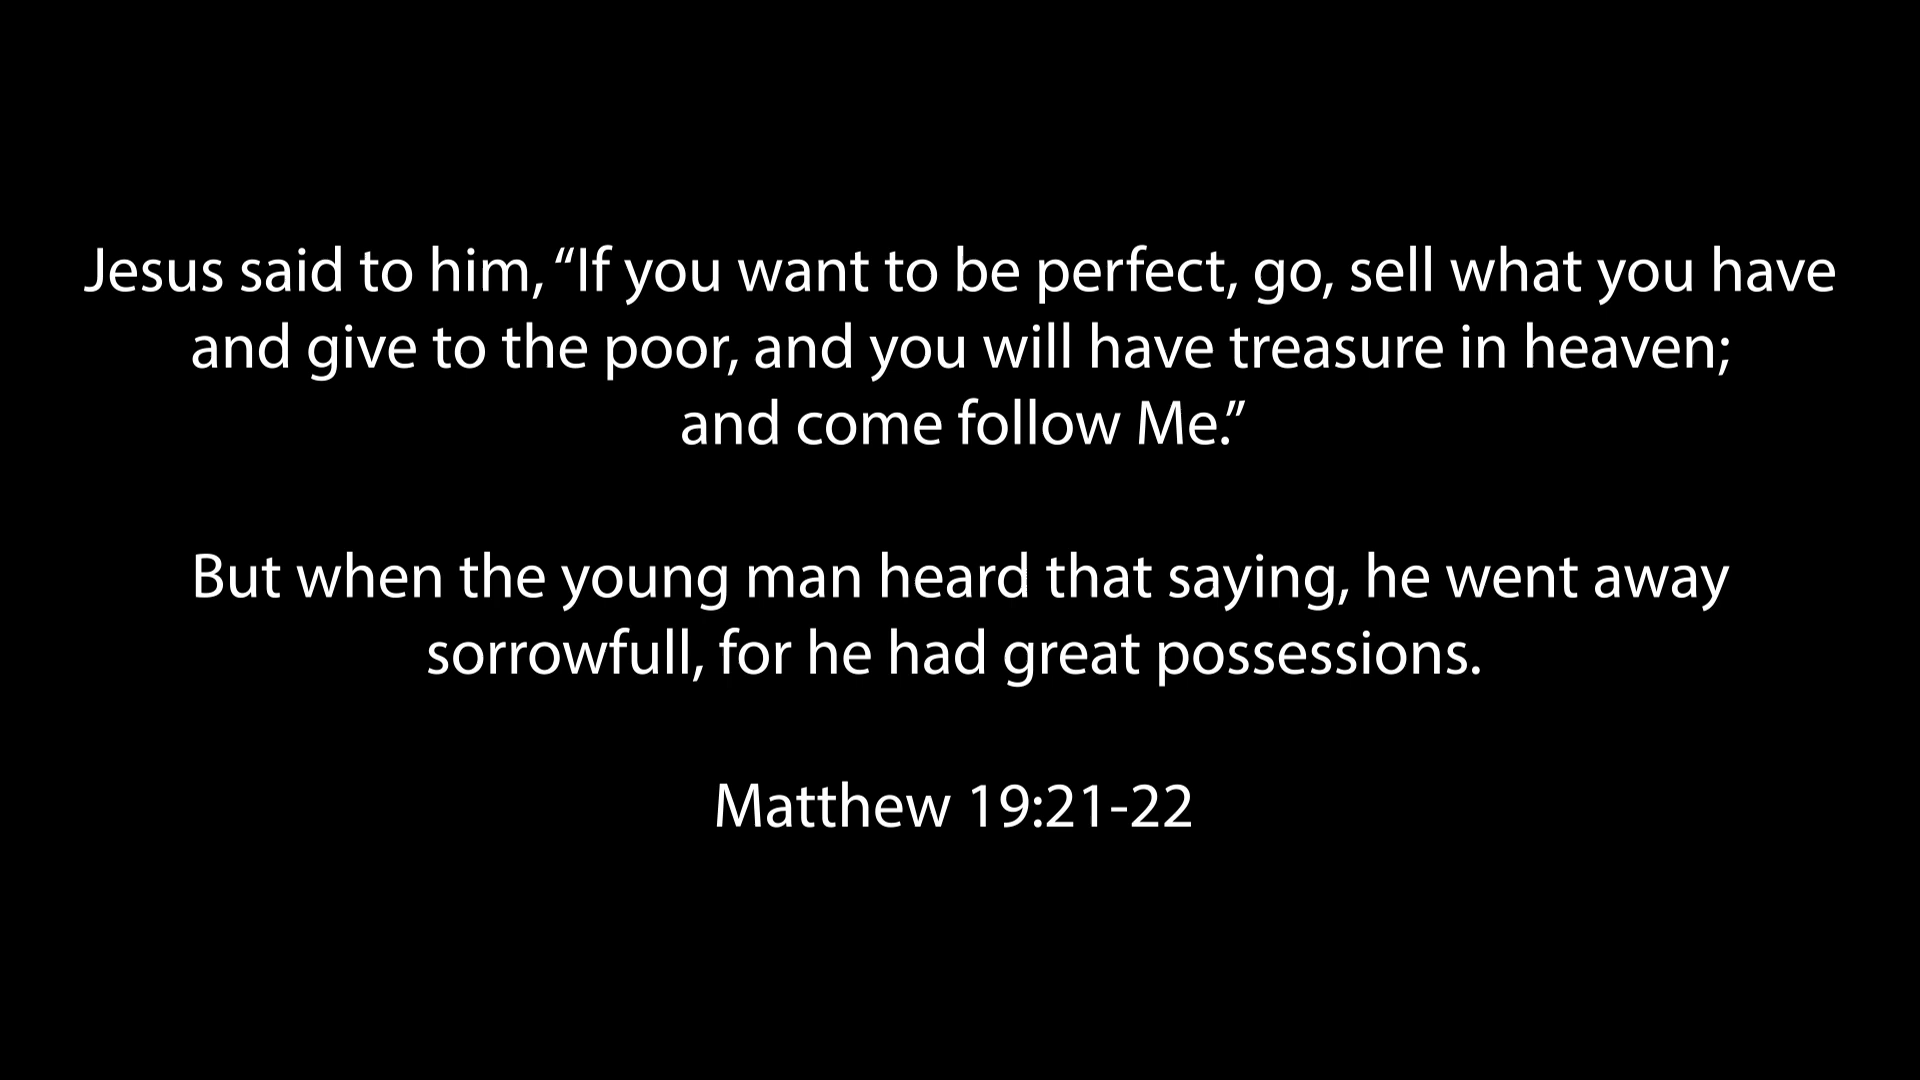 Jesus said to him, “If you want to be perfect, go, sell what you have
and give to the poor, and you will have treasure in heaven;
and come follow Me.”
But when the young man heard that saying, he went away
sorrowfull, for he had great possessions.
Matthew 19:21-22